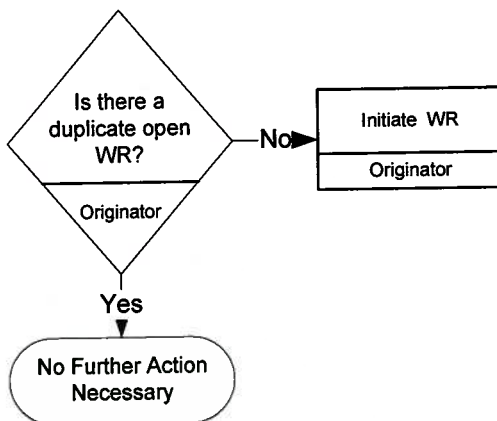 Is there a
duplicate open
WR?
Originator
No
Initiate WR
Originator
Yes
No Further Action
Necessary